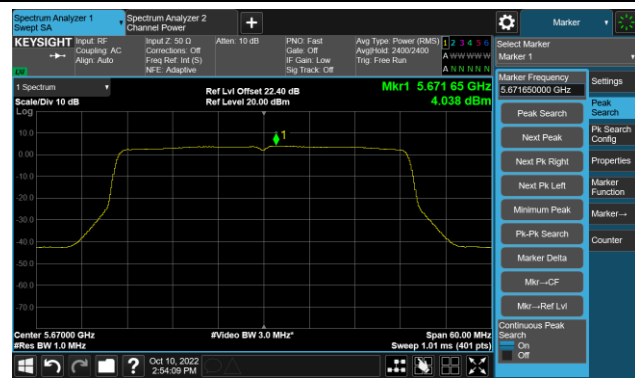 Spectrum Analyzer 1
Swept SA
Spectrum Analyzer 2
Channel Power
+
Marker
KEYSIGHT
Input: RF
Coupling: AC
Align: Auto
Input Z: 50 Ω
Corrections: Off
Freq Ref: Int (S)
NFE: Adaptive
Atten: 10 dB
PNO: Fast
Gate: Off
IF Gain: Low
Sig Track: Off
Avg Type: Power (RMS)
Avg|Hold: 2400/2400
Trig: Free Run
1 2 3 4 5 6
A W W W W W
A N N N N N
Select Marker
Marker 1
1 Spectrum
Scale/Div 10 dB
Log
Ref Lvl Offset 22.40 dB
Ref Level 20.00 dBm
Mkr1 5.671 65 GHz
4.038 dBm
10.0
0.00
-10.0
-20.0
-30.0
-40.0
-50.0
-60.0
-70.0
1
Center 5.67000 GHz
#Res BW 1.0 MHz
#Video BW 3.0 MHz*
Span 60.00 MHz
Sweep 1.01 ms (401 pts)
Marker Frequency
5.671650000 GHz
Peak Search
Next Peak
Next Pk Right
Next Pk Left
Minimum Peak
Pk-Pk Search
Marker Delta
Mkr→CF
Mkr→Ref Lvl
Continuous Peak
Search
On
Off
Settings
Peak
Search
Pk Search
Config
Properties
Marker
Function
Marker→
Counter
?
Oct 10, 2022
2:54:09 PM